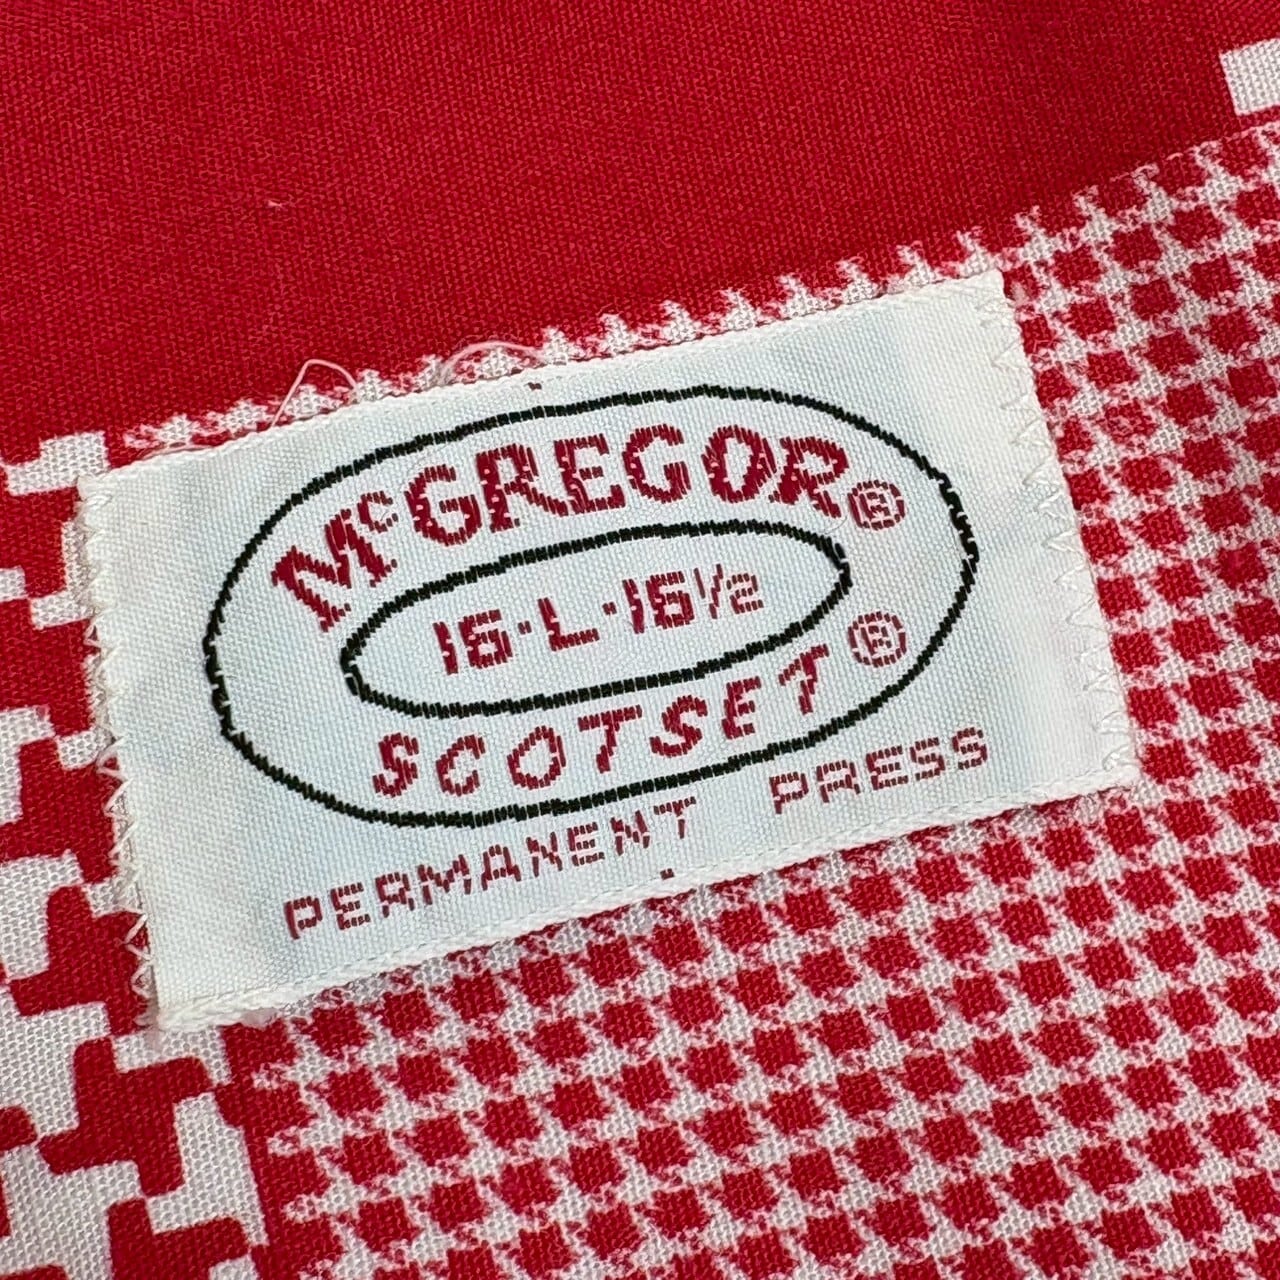 McGREGOR®
16·L·16½
SCOTSET®
PERMANENT PRESS